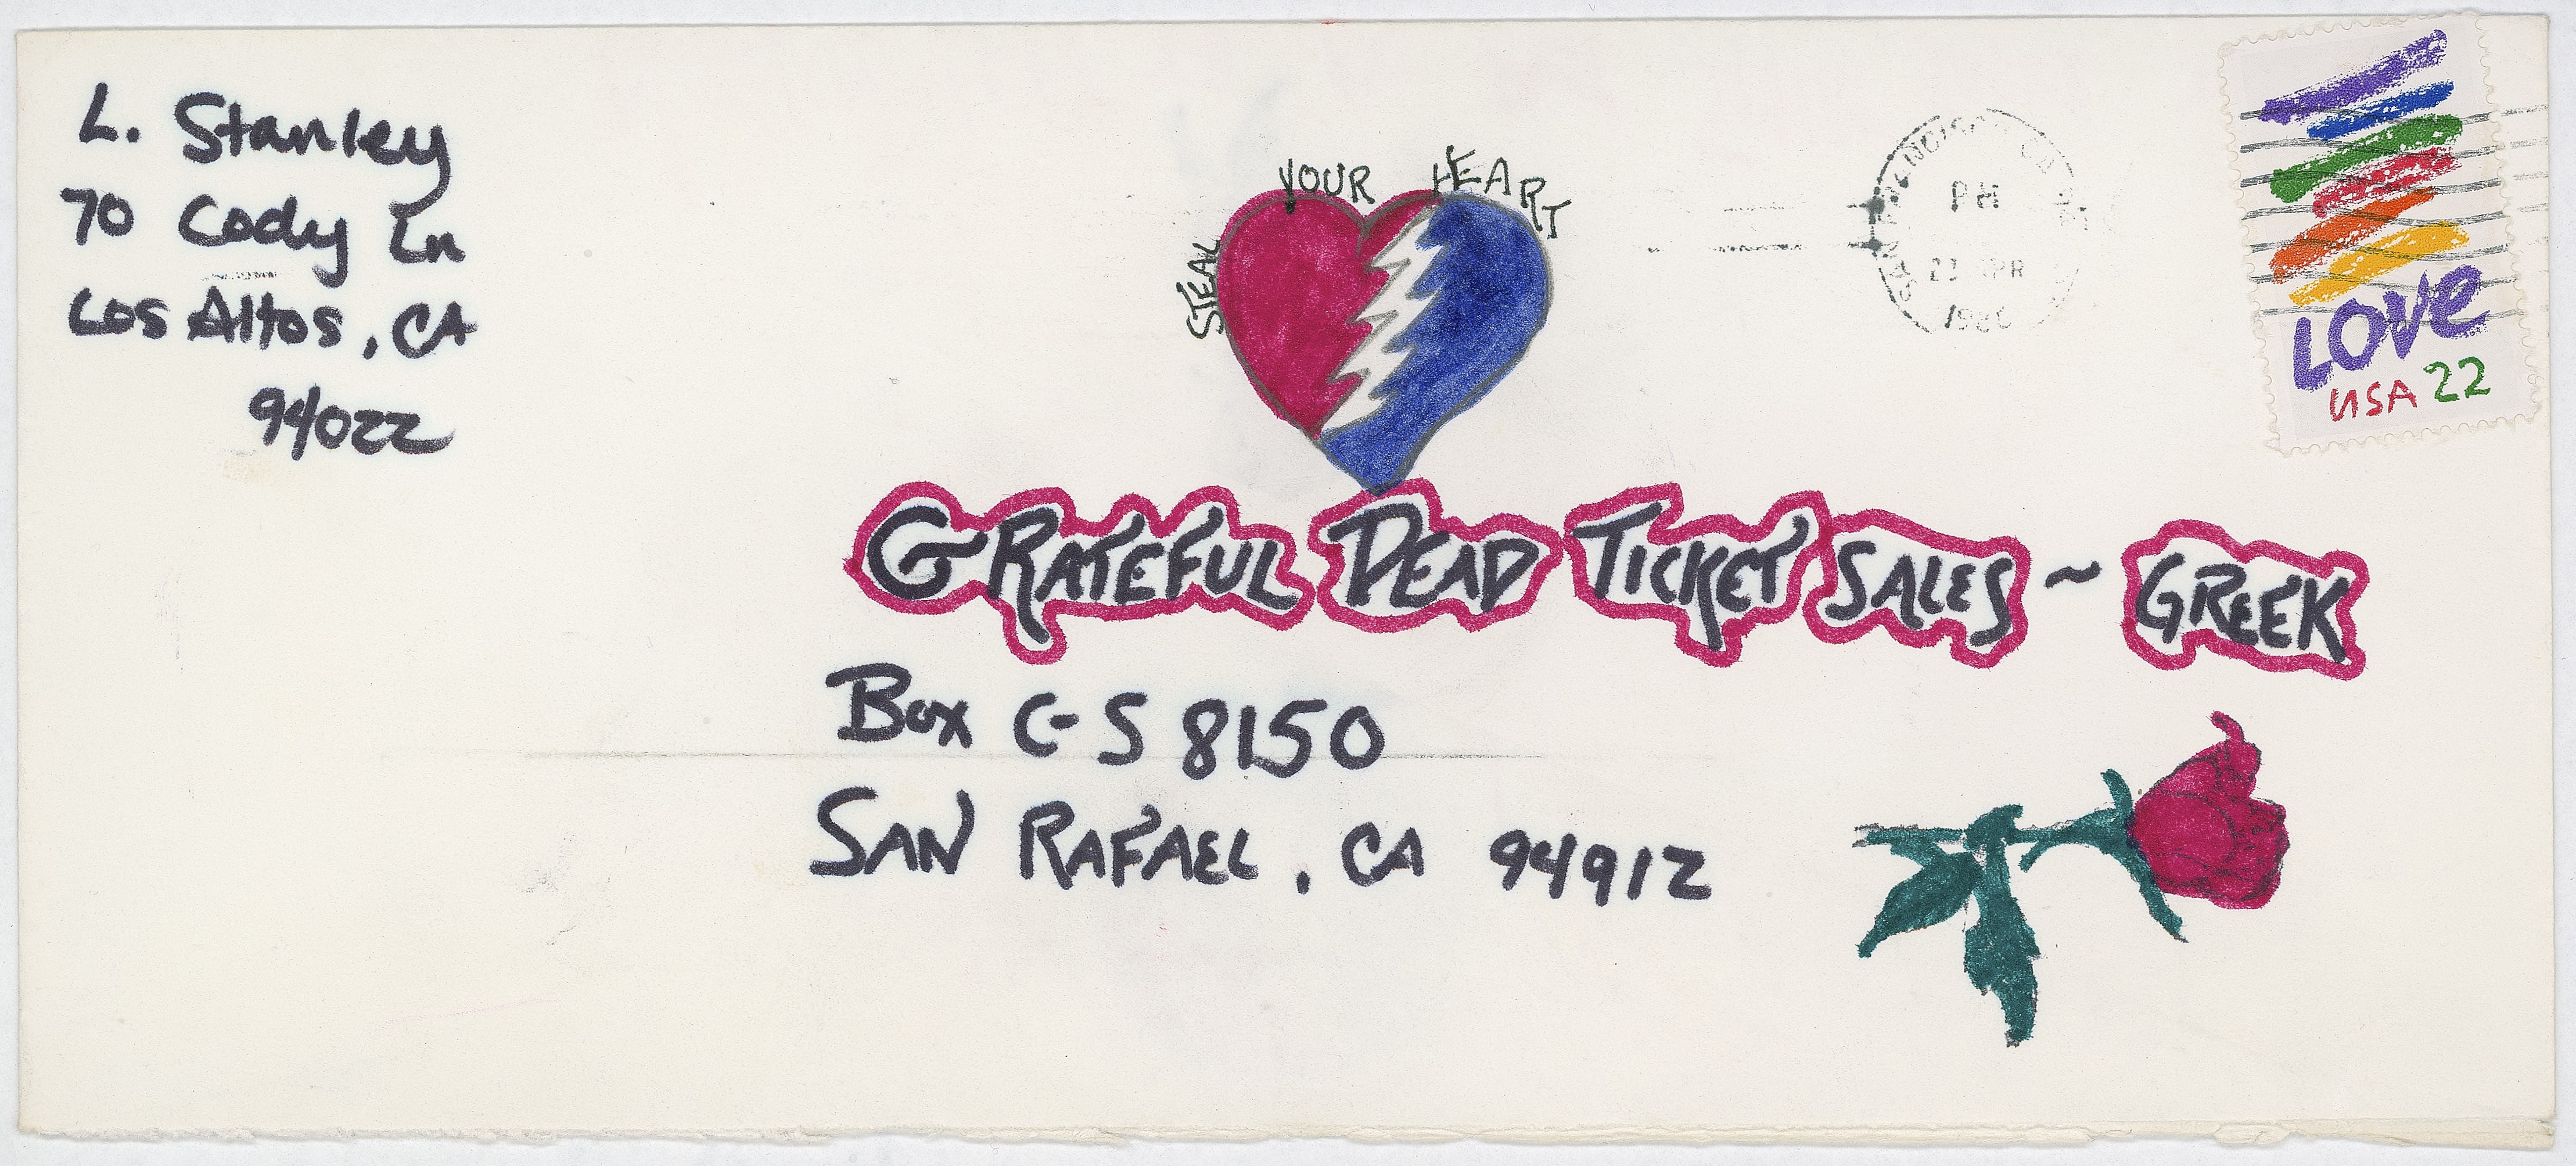 L. Stanley
70 Cody Ln
Los Altos, CA
94022
STEAL YOUR HEART
PM
APR
1986
LOVE
USA 22
GRATEFUL DEAD TICKET SALES ~ GREEK
Box C-S 8150
SAN RAFAEL, CA 94912